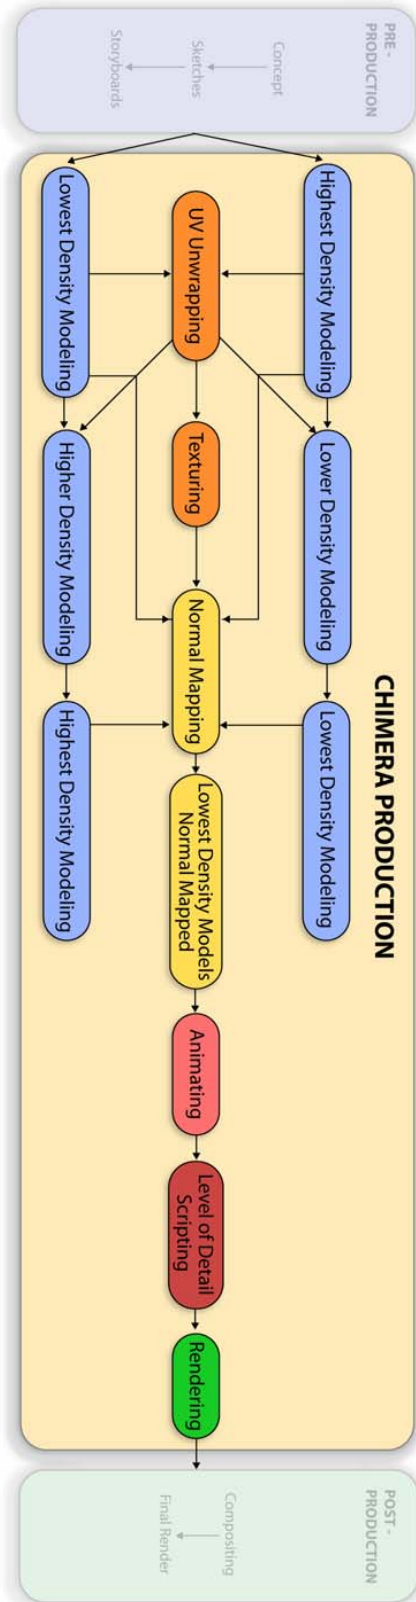 PRE -
PRODUCTION
Concept
Sketches
Storyboards
CHIMERA PRODUCTION
Highest Density Modeling
Lower Density Modeling
Lowest Density Modeling
UV Unwrapping
Texturing
Normal Mapping
Lowest Density Models
Normal Mapped
Animating
Level of Detail
Scripting
Rendering
Lowest Density Modeling
Higher Density Modeling
Highest Density Modeling
POST -
PRODUCTION
Compositing
Final Render